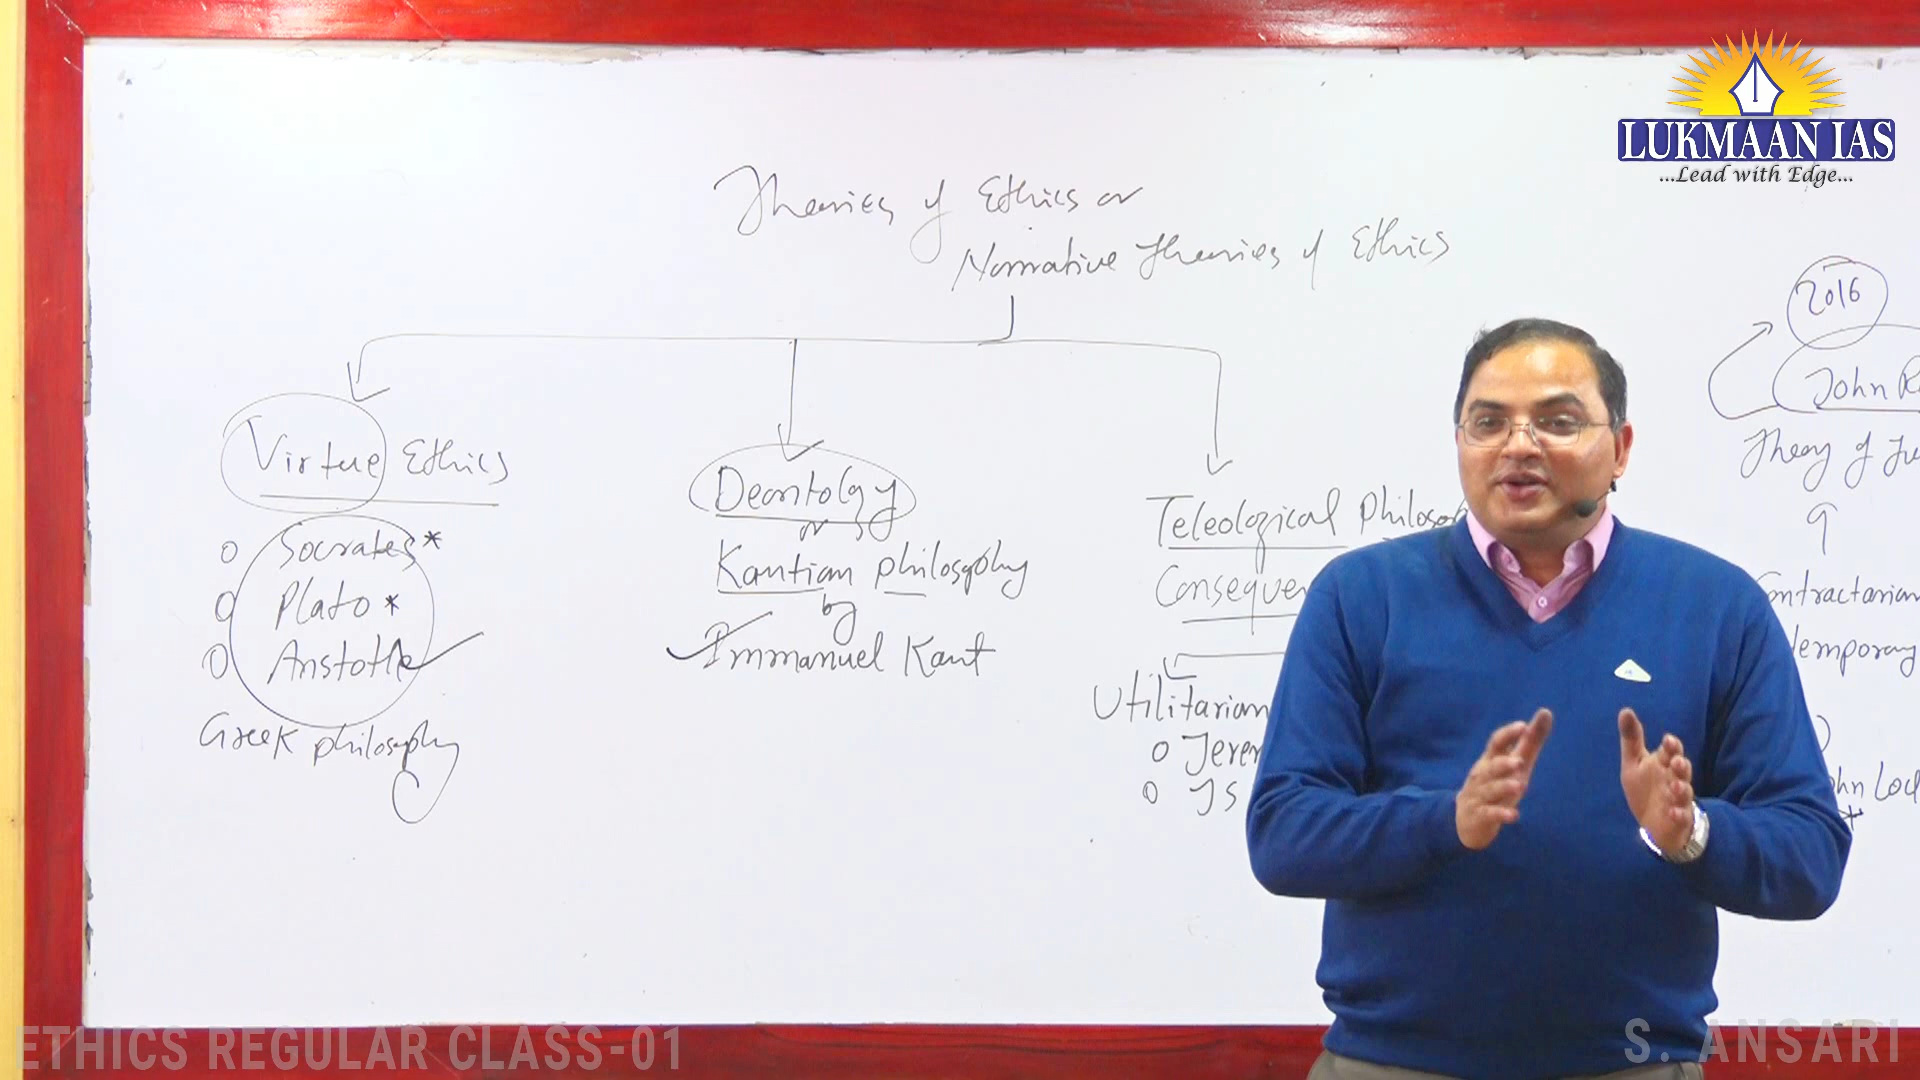 LUKMAAN IAS
...Lead with Edge...
Theories of Ethics or
Normative Theories of Ethics
Virtue Ethics
Socrates*
Plato*
Aristotle
Greek philosophy
Deontology
or
Kantian philosophy
by
Immanuel Kant
Teleological Philosop
Consequen
Utilitarian
Jerem
JS
2016
John R
Theory of Ju
Contractarian
temporary
John Loc
ETHICS REGULAR CLASS-01
S. ANSARI